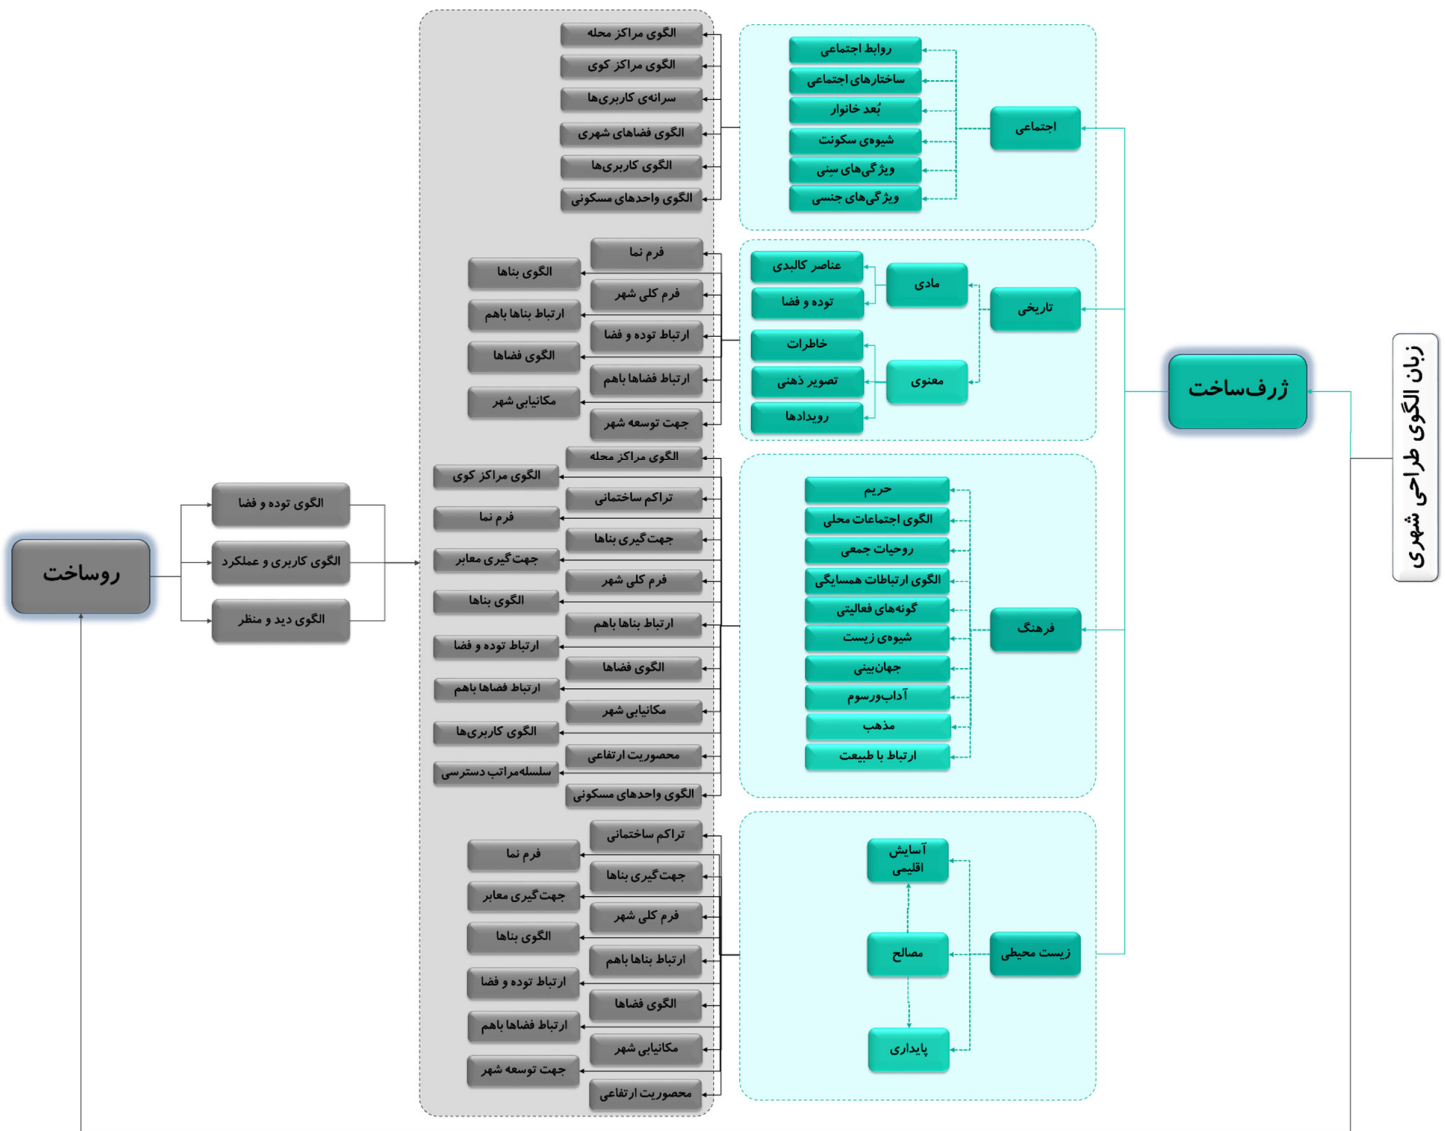 زبان الگوی طراحی شهری
ژرف‌ساخت
اجتماعی
روابط اجتماعی
ساختارهای اجتماعی
بُعد خانوار
شیوه‌ی سکونت
ویژگی‌های سِنی
ویژگی‌های جنسی
الگوی مراکز محله
الگوی مراکز کوی
سرانه‌ی کاربری‌ها
الگوی فضاهای شهری
الگوی کاربری‌ها
الگوی واحدهای مسکونی
تاریخی
مادی
عناصر کالبدی
توده و فضا
معنوی
خاطرات
تصویر ذهنی
رویدادها
فرم نما
الگوی بناها
فرم کلی شهر
ارتباط بناها باهم
ارتباط توده و فضا
الگوی فضاها
ارتباط فضاها باهم
مکانیابی شهر
جهت توسعه شهر
فرهنگ
حریم
الگوی اجتماعات محلی
روحیات جمعی
الگوی ارتباطات همسایگی
گونه‌های فعالیتی
شیوه‌ی زیست
جهان‌بینی
آداب‌ورسوم
مذهب
ارتباط با طبیعت
الگوی مراکز محله
الگوی مراکز کوی
تراکم ساختمانی
فرم نما
جهت‌گیری بناها
جهت‌گیری معابر
فرم کلی شهر
الگوی بناها
ارتباط بناها باهم
ارتباط توده و فضا
الگوی فضاها
ارتباط فضاها باهم
مکانیابی شهر
الگوی کاربری‌ها
محصوریت ارتفاعی
سلسله‌مراتب دسترسی
الگوی واحدهای مسکونی
زیست محیطی
آسایش
اقلیمی
مصالح
پایداری
تراکم ساختمانی
فرم نما
جهت‌گیری بناها
جهت‌گیری معابر
فرم کلی شهر
الگوی بناها
ارتباط بناها باهم
ارتباط توده و فضا
الگوی فضاها
ارتباط فضاها باهم
مکانیابی شهر
جهت توسعه شهر
محصوریت ارتفاعی
الگوی توده و فضا
الگوی کاربری و عملکرد
الگوی دید و منظر
روساخت